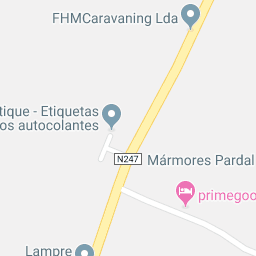 FHMCaravaning Lda
tique - Etiquetas
os autocolantes
N247
Mármores Pardal
primegoo
Lampre